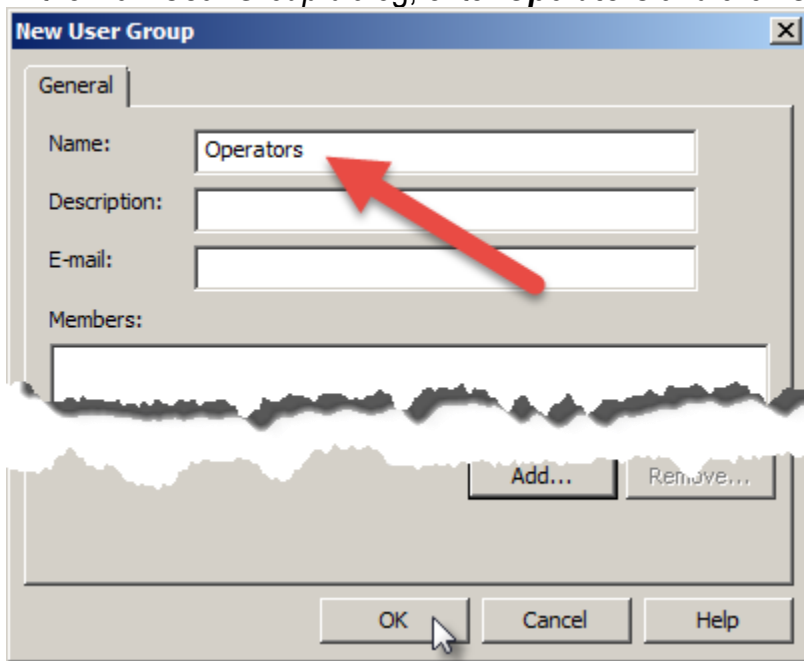 New User Group
General
Name: Operators
Description:
E-mail:
Members:
Add... Remove...
OK Cancel Help